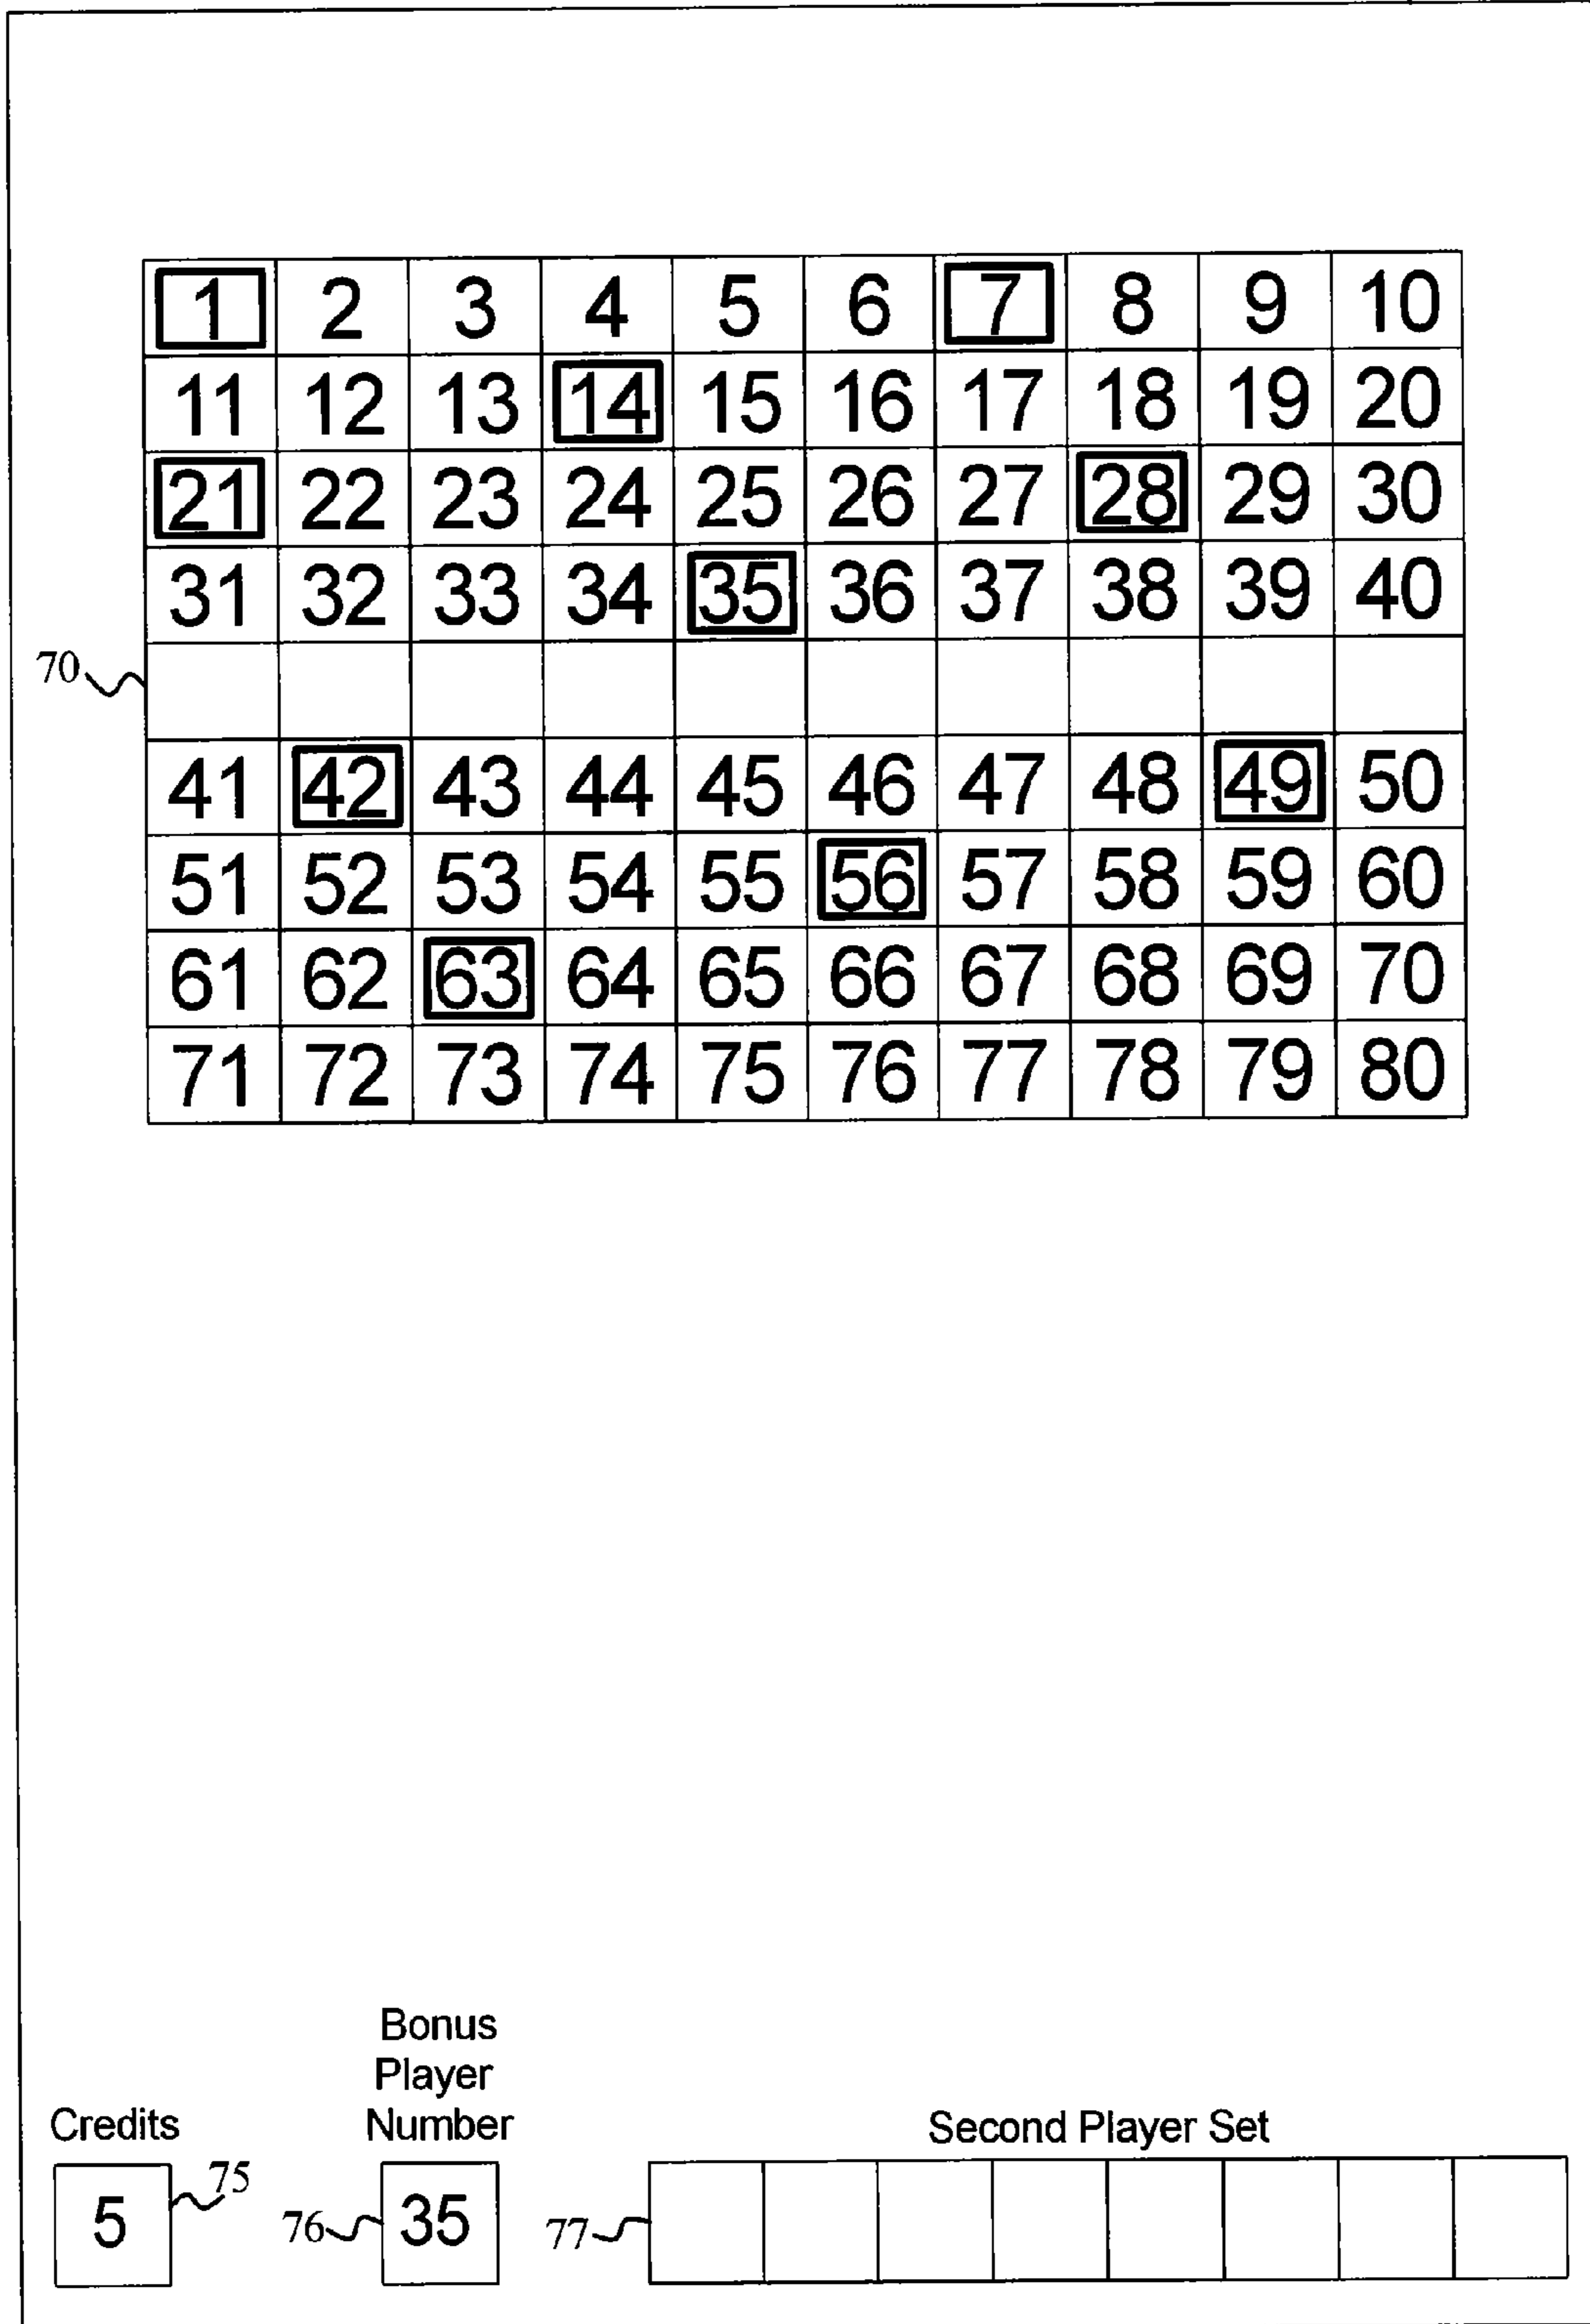 1 2 3 4 5 6 7 8 9 10
11 12 13 14 15 16 17 18 19 20
21 22 23 24 25 26 27 28 29 30
31 32 33 34 35 36 37 38 39 40
70
41 42 43 44 45 46 47 48 49 50
51 52 53 54 55 56 57 58 59 60
61 62 63 64 65 66 67 68 69 70
71 72 73 74 75 76 77 78 79 80
Bonus
Player
Credits Number Second Player Set
75
5 76 35 77